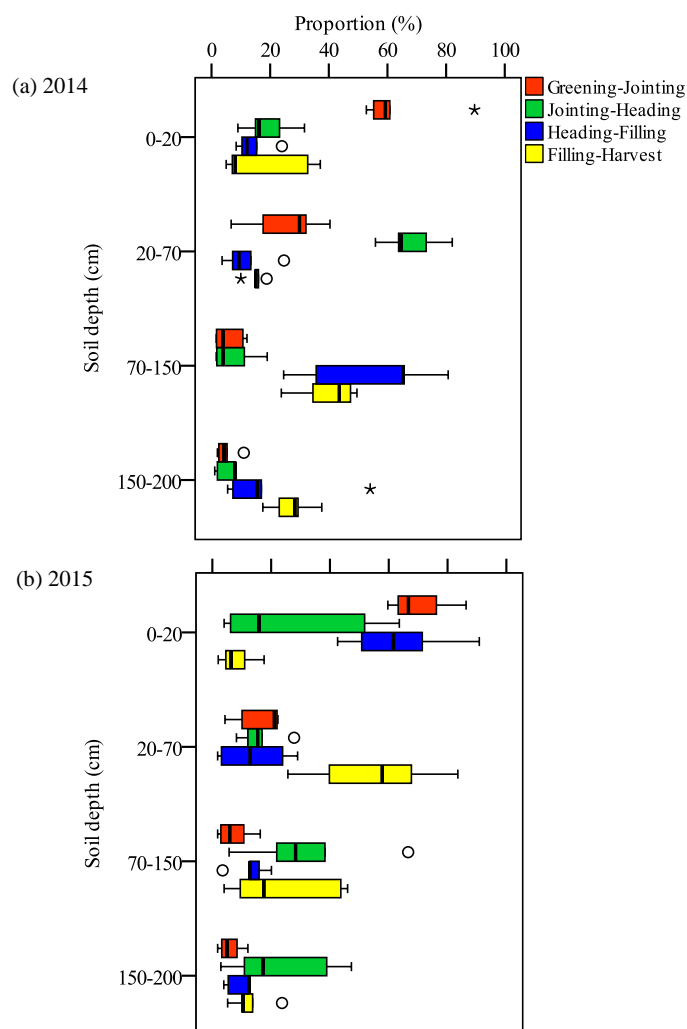 Proportion (%)
0 20 40 60 80 100
(a) 2014
Greening-Jointing
Jointing-Heading
Heading-Filling
Filling-Harvest
0-20
20-70
70-150
150-200
Soil depth (cm)
(b) 2015
0-20
20-70
70-150
150-200
Soil depth (cm)